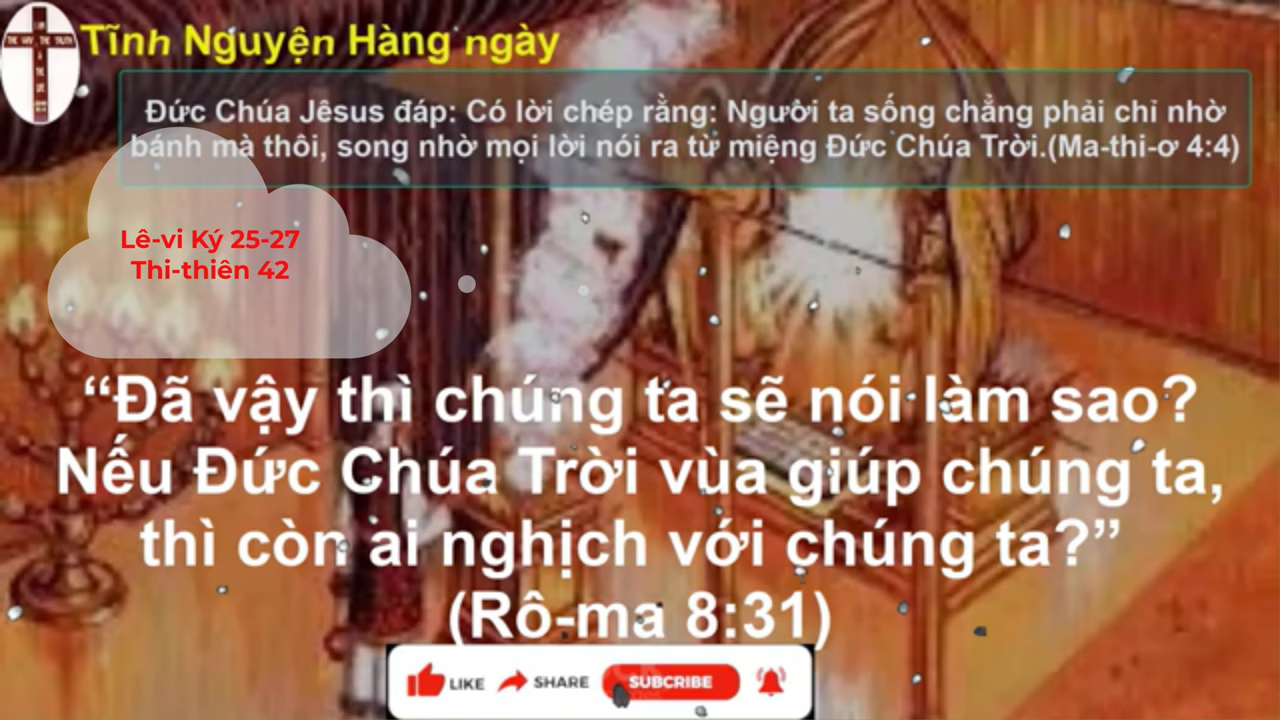 Tĩnh Nguyện Hàng ngày
Đức Chúa Jêsus đáp: Có lời chép rằng: Người ta sống chẳng phải chỉ nhờ
bánh mà thôi, song nhờ mọi lời nói ra từ miệng Đức Chúa Trời.(Ma-thi-ơ 4:4)
Lê-vi Ký 25-27
Thi-thiên 42
“Đã vậy thì chúng ta sẽ nói làm sao?
Nếu Đức Chúa Trời vùa giúp chúng ta,
thì còn ai nghịch với chúng ta?”
(Rô-ma 8:31)
LIKE SHARE SUBCRIBE